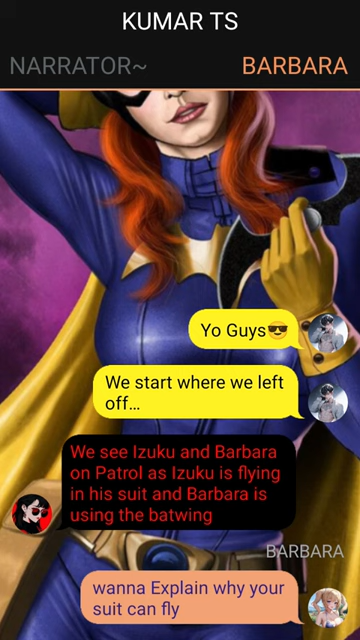 KUMAR TS
NARRATOR~ BARBARA
Yo Guys😎
We start where we left
off...
We see Izuku and Barbara
on Patrol as Izuku is flying
in his suit and Barbara is
using the batwing
BARBARA
wanna Explain why your
suit can fly